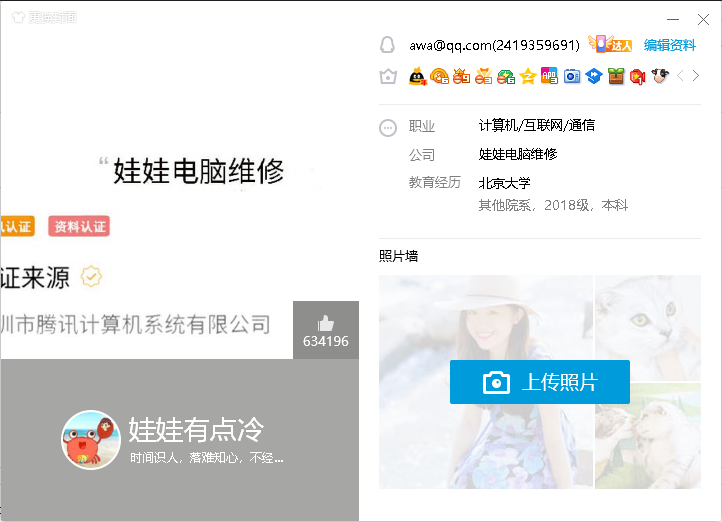 更换封面
“ 娃娃电脑维修
认证
资料认证
证来源
圳市腾讯计算机系统有限公司
634196
娃娃有点冷
时间识人，落难知心，不经...
awa@qq.com(2419359691)
达人
编辑资料
职业
计算机/互联网/通信
公司
娃娃电脑维修
教育经历
北京大学
其他院系，2018级，本科
照片墙
上传照片